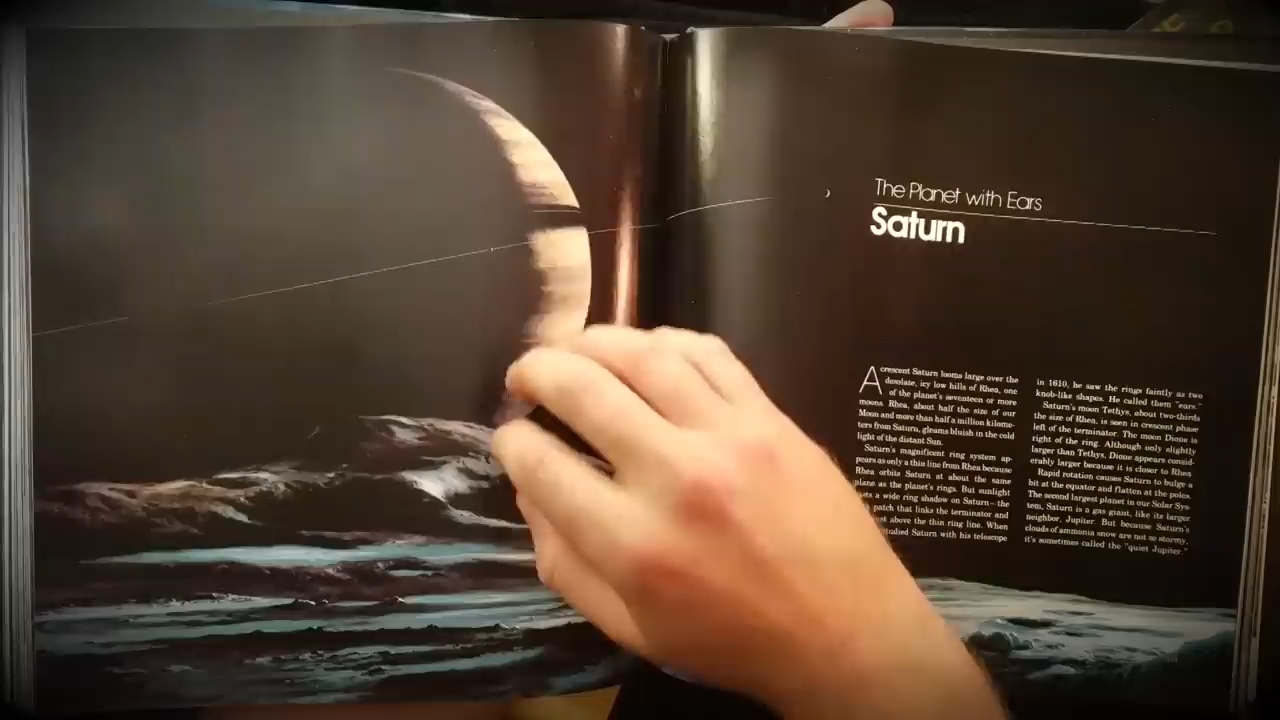 The Planet with Ears
Saturn
A crescent Saturn looms large over the
desolate, icy low hills of Rhea, one
of the planet's seventeen or more
moons. Rhea, about half the size of our
Moon and more than half a million kilome-
ters from Saturn, gleams bluish in the cold
light of the distant Sun.
Saturn's magnificent ring system ap-
pears as only a thin line from Rhea because
Rhea orbits Saturn at about the same
plane as the planet's rings. But sunlight
a wide ring shadow on Saturn—the
patch that links the terminator and
above the thin ring line. When
studied Saturn with his telescope
in 1610, he saw the rings faintly as two
knob-like shapes. He called them "ears."
Saturn's moon Tethys, about two-thirds
the size of Rhea, is seen in crescent phase
left of the terminator. The moon Dione is
right of the ring. Although only slightly
larger than Tethys, Dione appears consid-
erably larger because it is closer to Rhea.
Rapid rotation causes Saturn to bulge a
bit at the equator and flatten at the poles.
The second largest planet in our Solar Sys-
tem, Saturn is a gas giant, like its larger
neighbor, Jupiter. But because Saturn's
clouds of ammonia snow are not so stormy,
it's sometimes called the "quiet Jupiter."